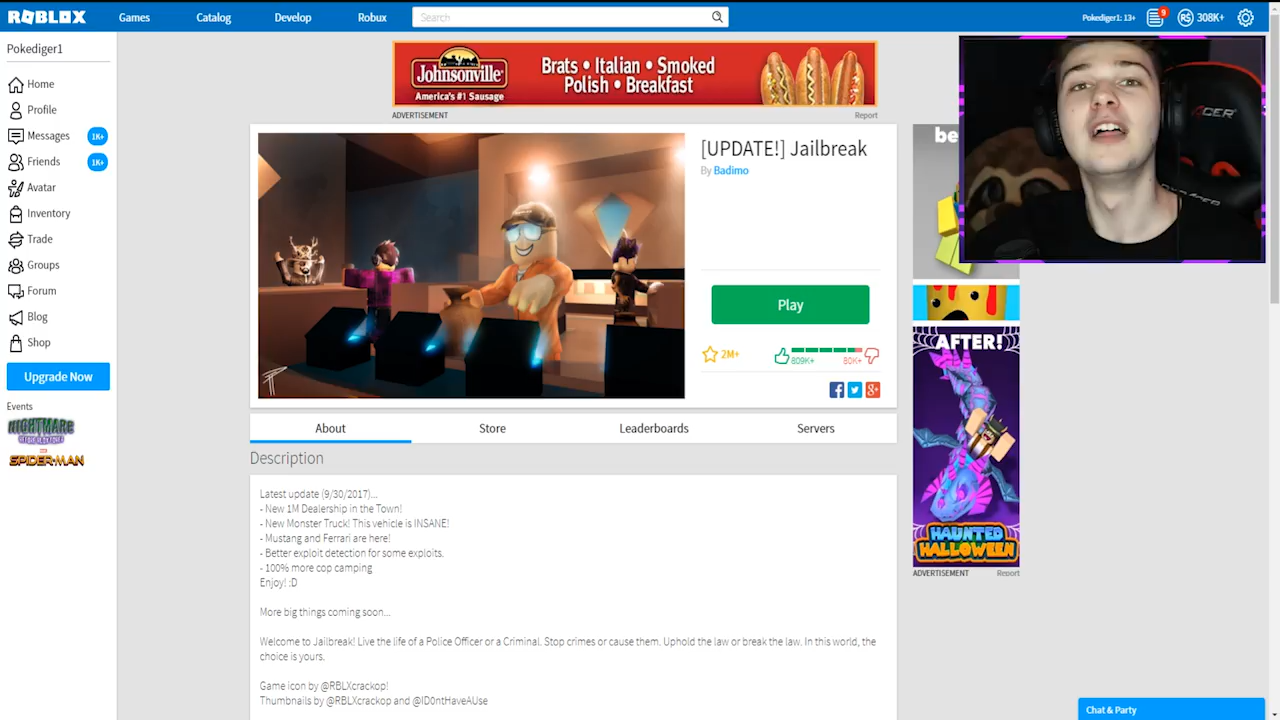 ROBLOX
Games
Catalog
Develop
Robux
Search
Pokediger1: 13+
9
308K+
Pokediger1
Home
Profile
Messages 1K+
Friends 1K+
Avatar
Inventory
Trade
Groups
Forum
Blog
Shop
Upgrade Now
Events
NIGHTMARE
SPIDER-MAN
Johnsonville
America's #1 Sausage
Brats • Italian • Smoked
Polish • Breakfast
ADVERTISEMENT
Report
[UPDATE!] Jailbreak
By Badimo
Play
2M+
809K+
80K+
About
Store
Leaderboards
Servers
Description
Latest update (9/30/2017)...
- New 1M Dealership in the Town!
- New Monster Truck! This vehicle is INSANE!
- Mustang and Ferrari are here!
- Better exploit detection for some exploits.
- 100% more cop camping
Enjoy! :D
More big things coming soon...
Welcome to Jailbreak! Live the life of a Police Officer or a Criminal. Stop crimes or cause them. Uphold the law or break the law. In this world, the
choice is yours.
Game icon by @RBLXcrackop!
Thumbnails by @RBLXcrackop and @ID0ntHaveAUse
be
ACER
AFTER!
HAUNTED
HALLOWEEN
ADVERTISEMENT
Report
Chat & Party